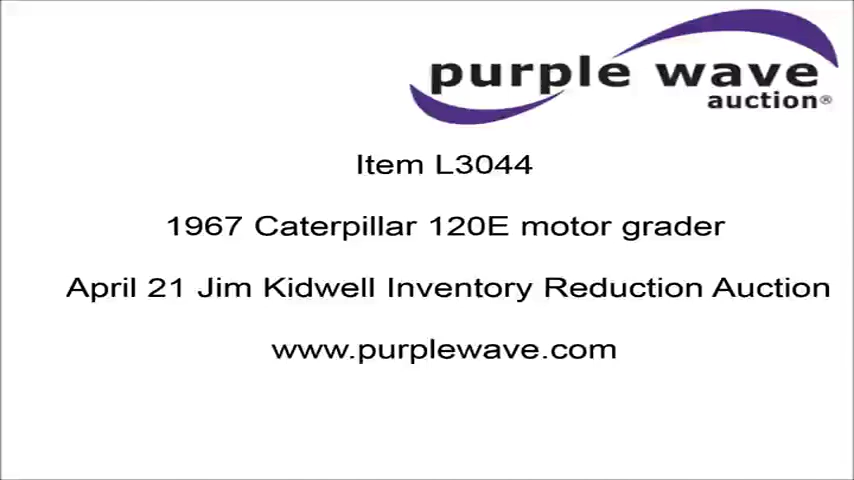 purple wave
auction®
Item L3044
1967 Caterpillar 120E motor grader
April 21 Jim Kidwell Inventory Reduction Auction
www.purplewave.com